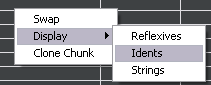 Swap
Display
Clone Chunk
Reflexives
Idents
Strings